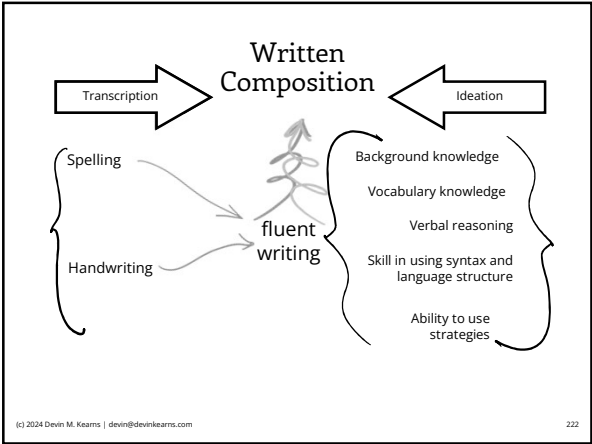 Written
Composition
Transcription
Ideation
Spelling
Handwriting
fluent
writing
Background knowledge
Vocabulary knowledge
Verbal reasoning
Skill in using syntax and
language structure
Ability to use
strategies
(c) 2024 Devin M. Kearns | devin@devinkearns.com
222